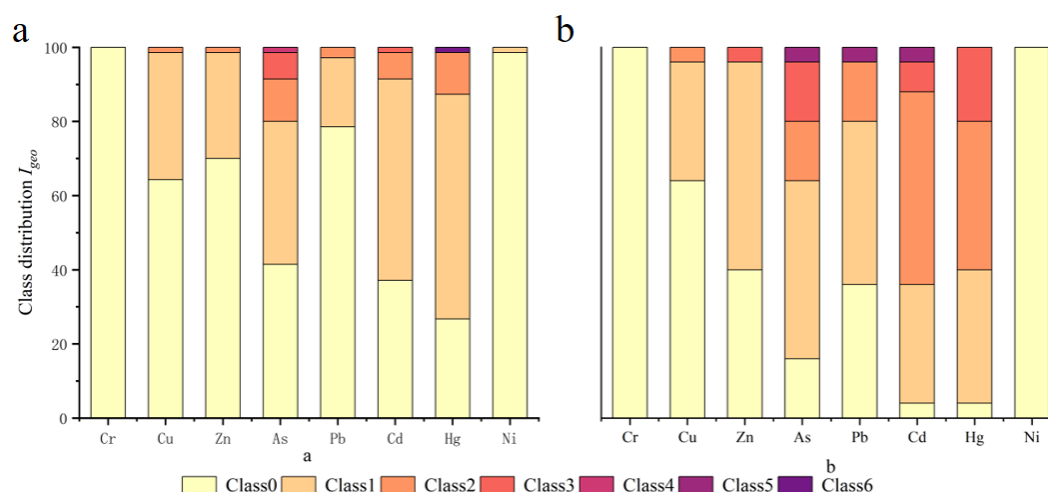 a
b
Class distribution Igeo
100
80
60
40
20
0
Cr Cu Zn As Pb Cd Hg Ni
a
Cr Cu Zn As Pb Cd Hg Ni
b
Class0 Class1 Class2 Class3 Class4 Class5 Class6